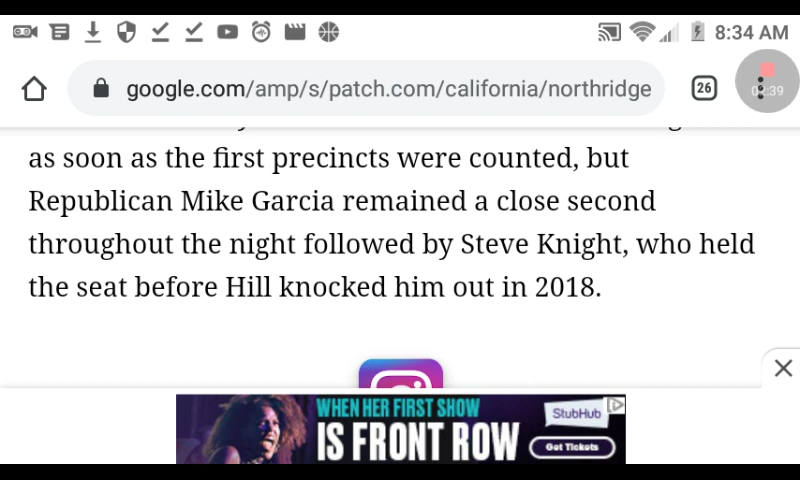 8:34 AM
google.com/amp/s/patch.com/california/northridge
26
as soon as the first precincts were counted, but
Republican Mike Garcia remained a close second
throughout the night followed by Steve Knight, who held
the seat before Hill knocked him out in 2018.
WHEN HER FIRST SHOW
IS FRONT ROW
StubHub
Get Tickets